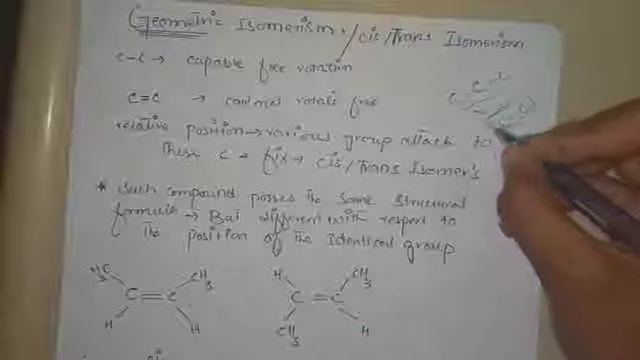 Geometric Isomerism / cis/Trans Isomerism
C-C → capable free rotation
C=C → can not rotate free
relative position → various group attach to
These C → fix → cis/Trans Isomer's
* Such compound posses the same structural
formula → But different with respect to
The position of the identical group
H3C CH3 H CH3
C=C C=C
H H CH3 H